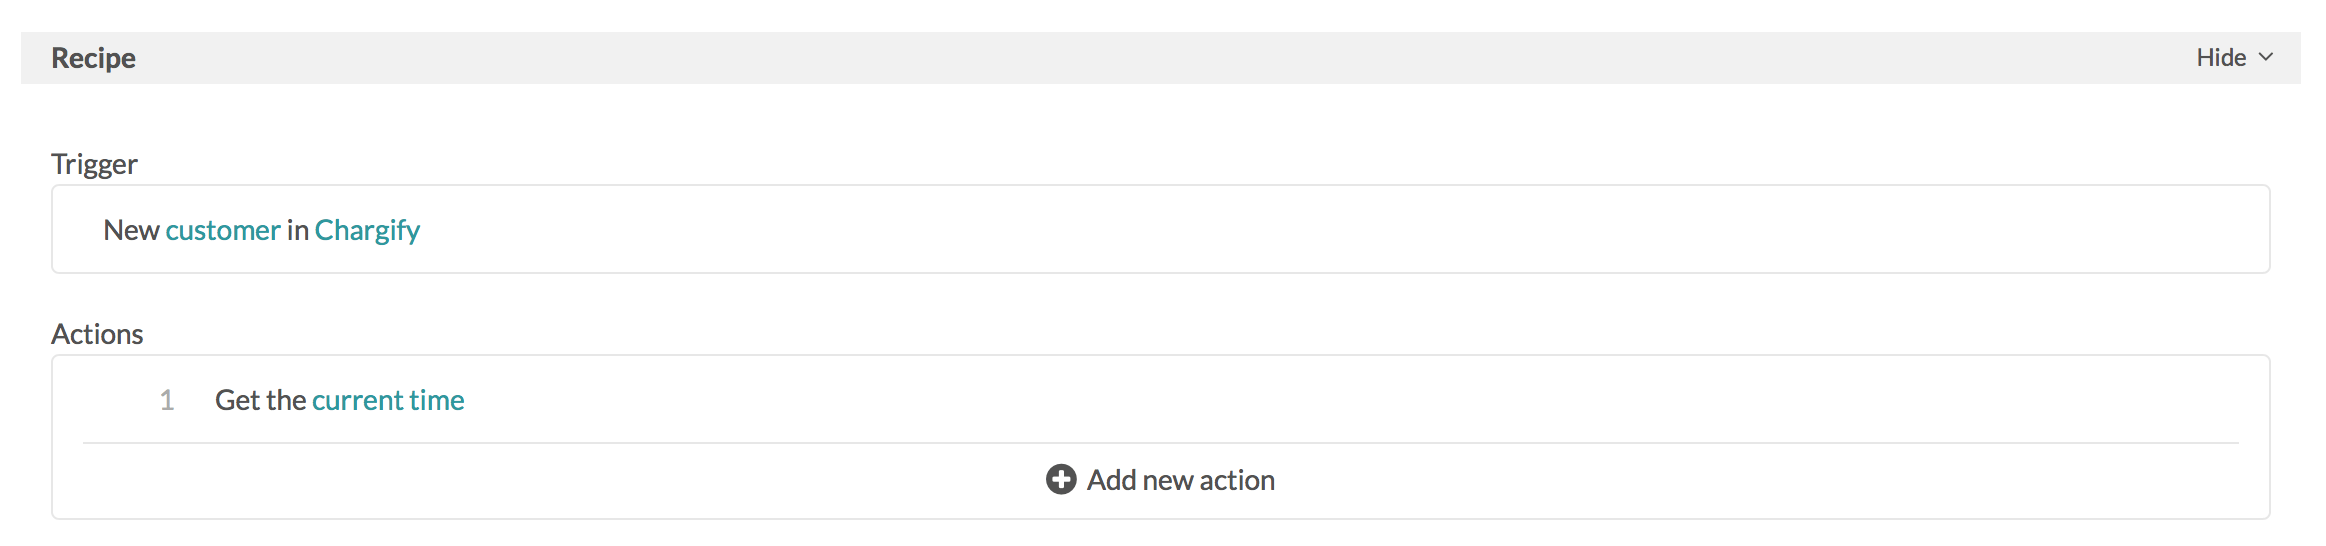 Recipe
Hide
Trigger
New customer in Chargify
Actions
1 Get the current time
Add new action